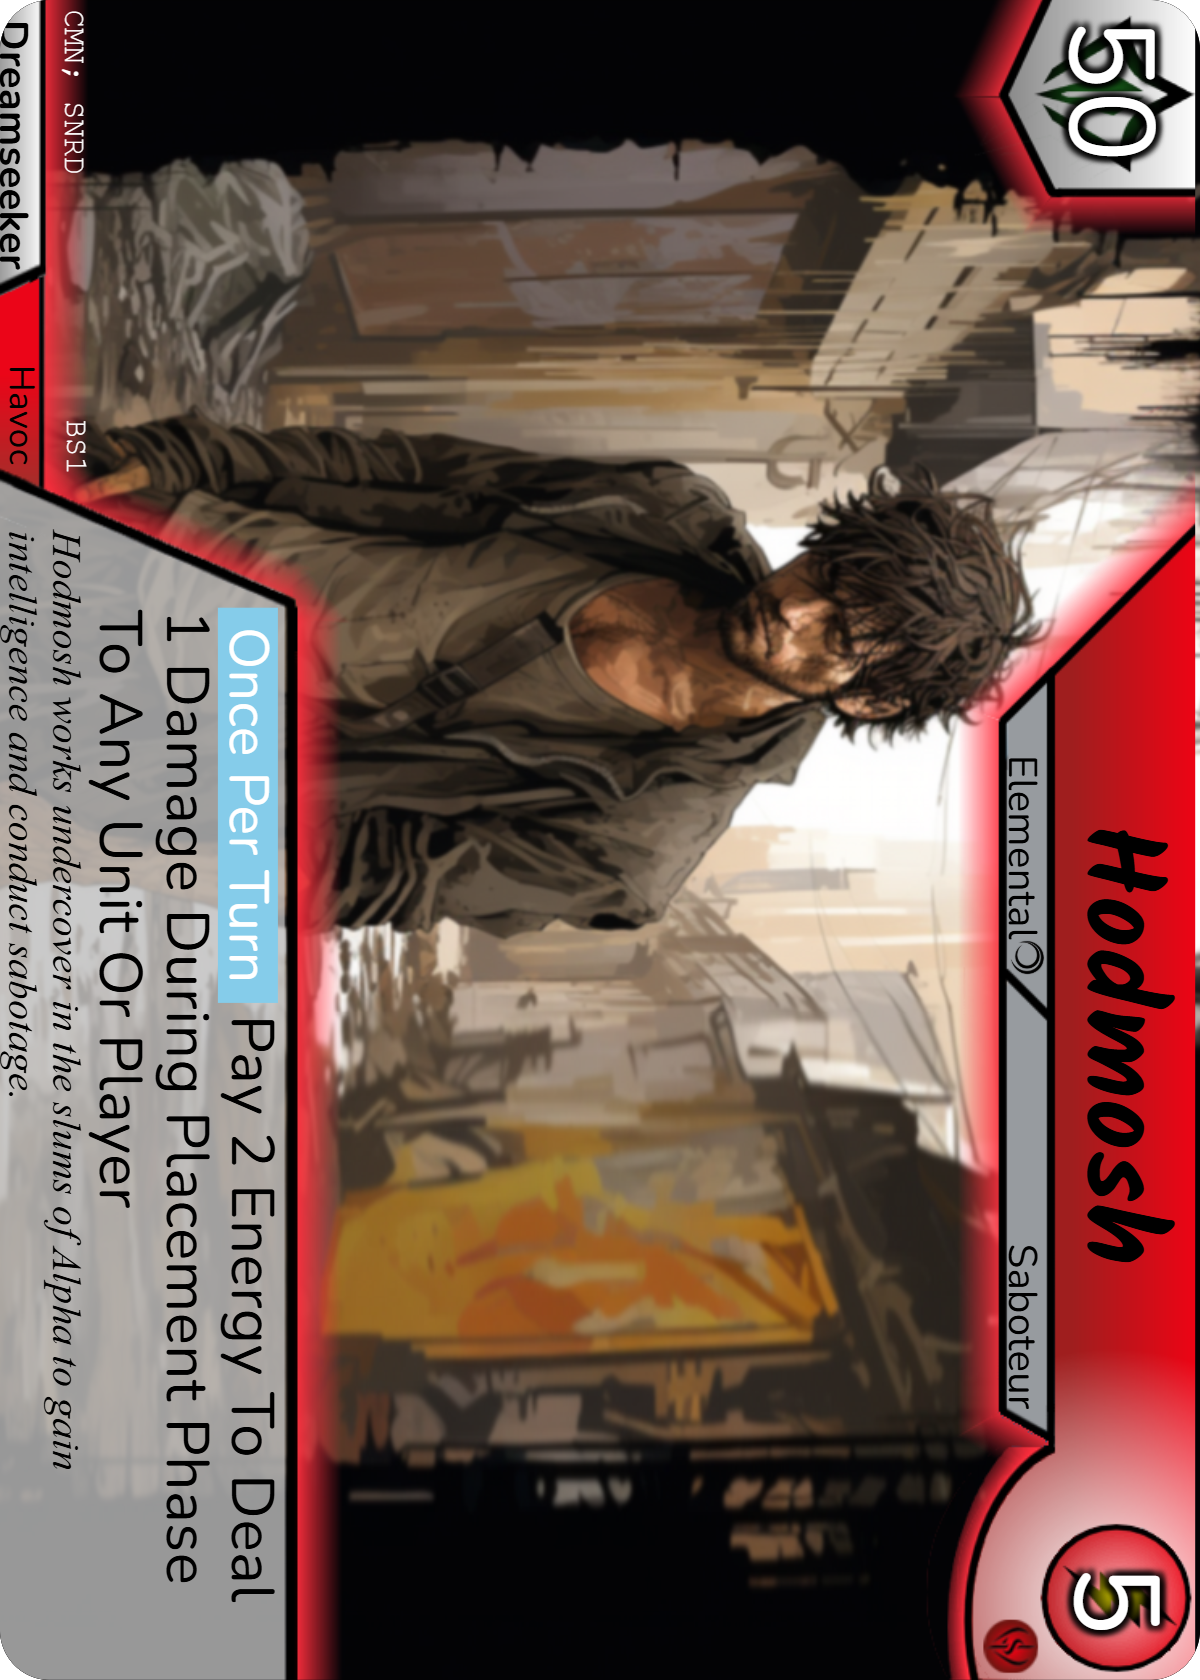 50
Hodmosh
5
Elemental
Saboteur
Once Per Turn Pay 2 Energy To Deal
1 Damage During Placement Phase
To Any Unit Or Player
Hodmosh works undercover in the slums of Alpha to gain
intelligence and conduct sabotage.
CMN; SNRD
BS1
Dreamseeker
Havoc